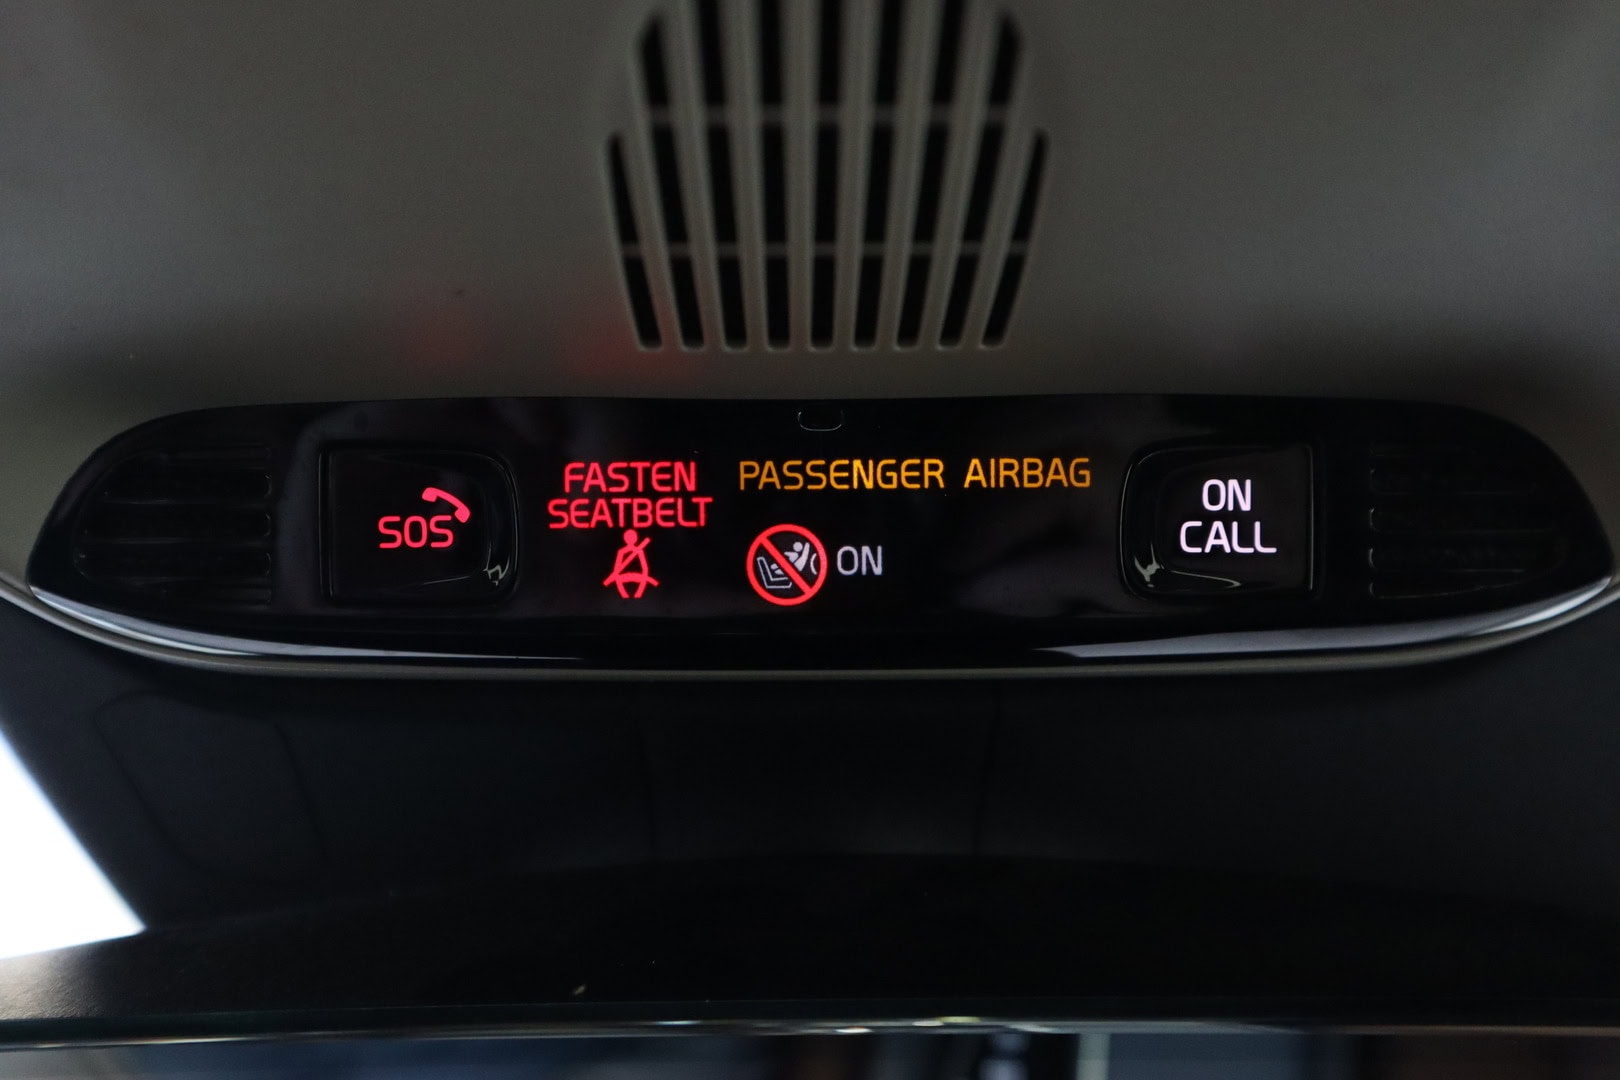 SOS
FASTEN
SEATBELT
PASSENGER AIRBAG
ON
ON
CALL